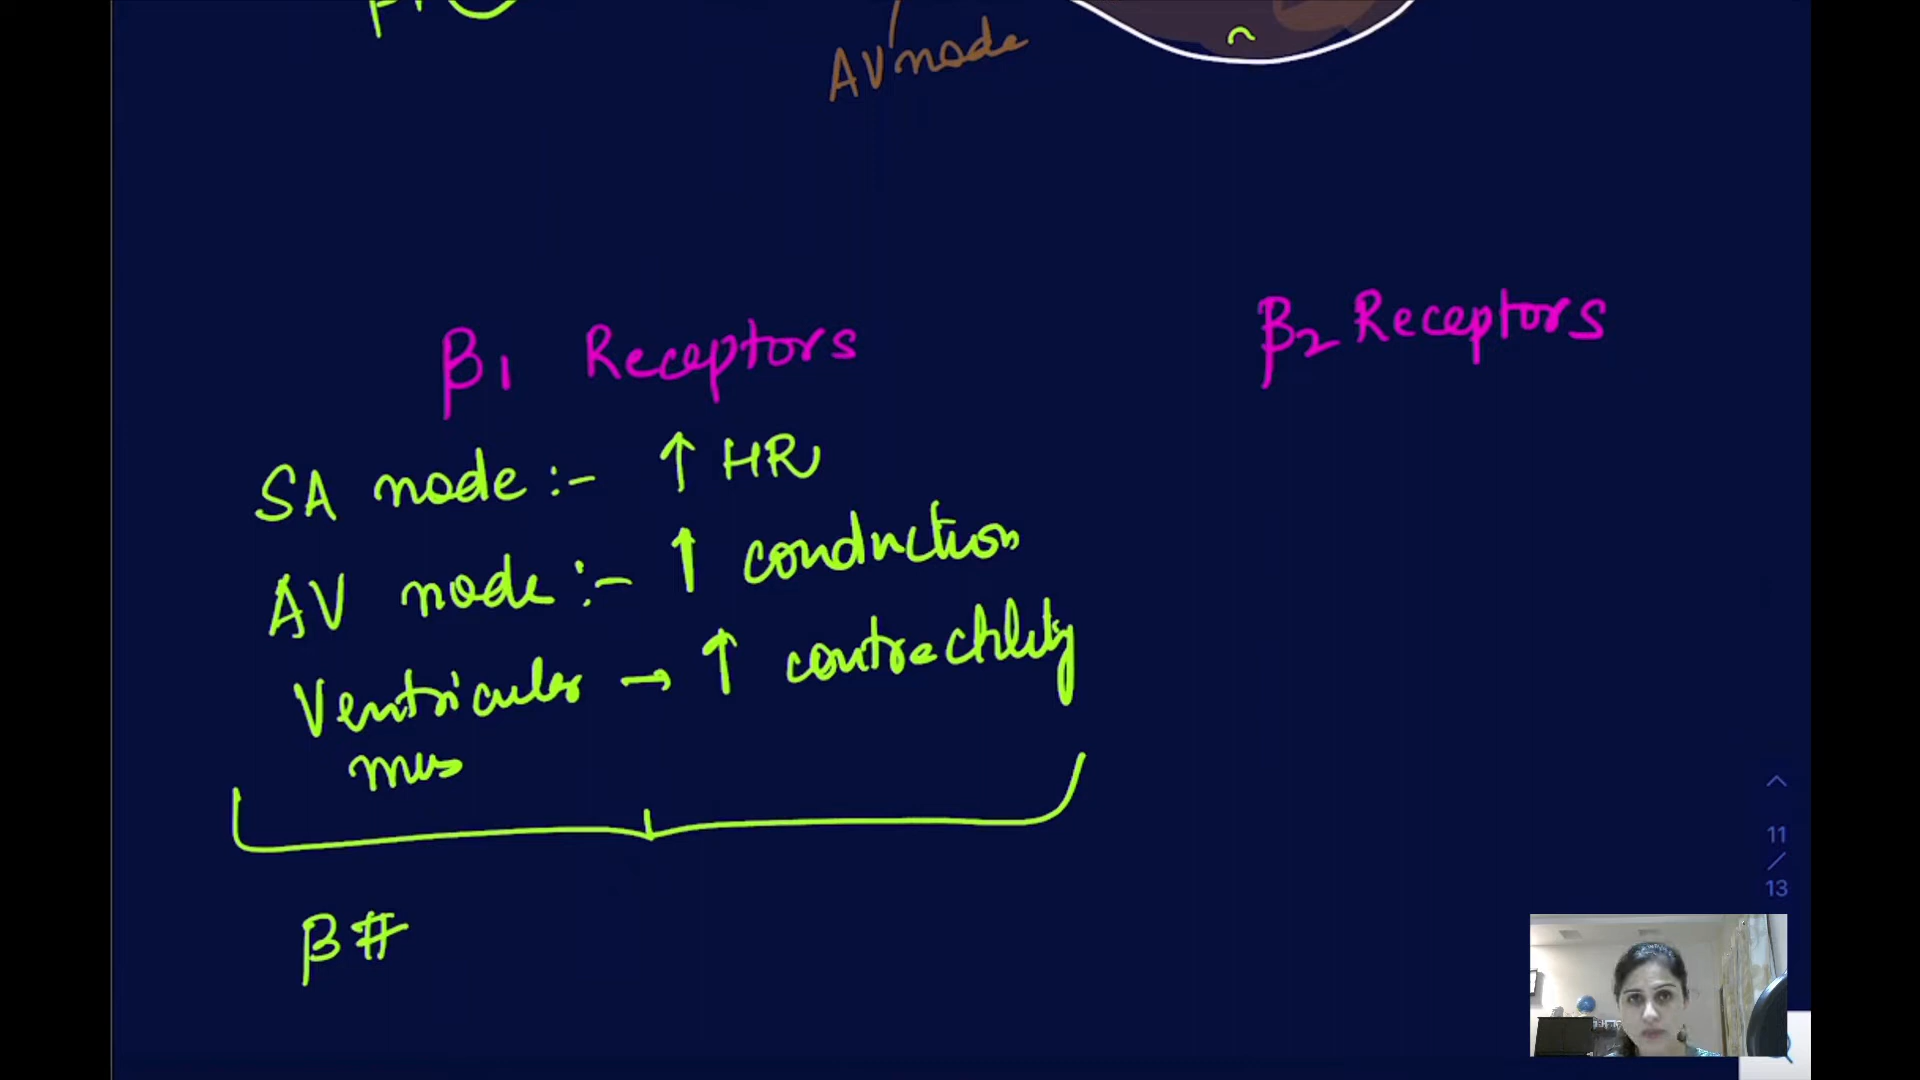 AV node
β1 Receptors
β2 Receptors
SA node :- ↑ HR
AV node :- ↑ conduction
Ventricular → ↑ contractility
mus
β #
11
/
13